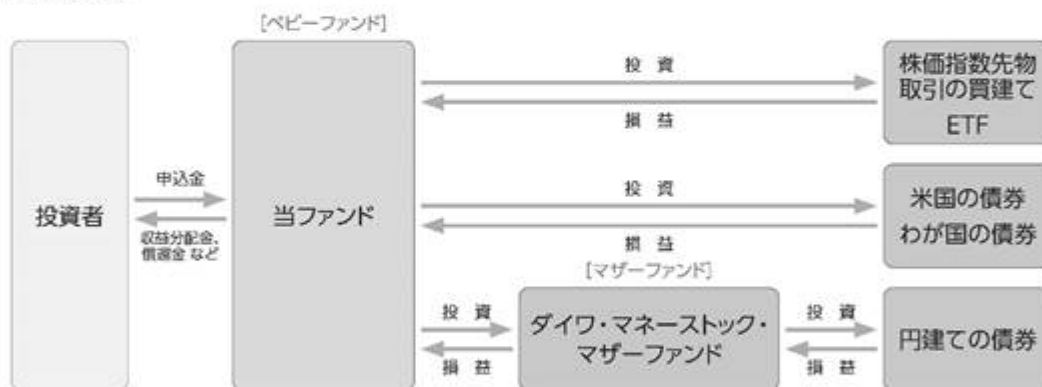 [ベビーファンド]
投資者
申込金
収益分配金、
償還金 など
当ファンド
投 資
損 益
株価指数先物
取引の買建て
ETF
投 資
損 益
米国の債券
わが国の債券
[マザーファンド]
投 資
損 益
ダイワ・マネーストック・
マザーファンド
投 資
損 益
円建ての債券